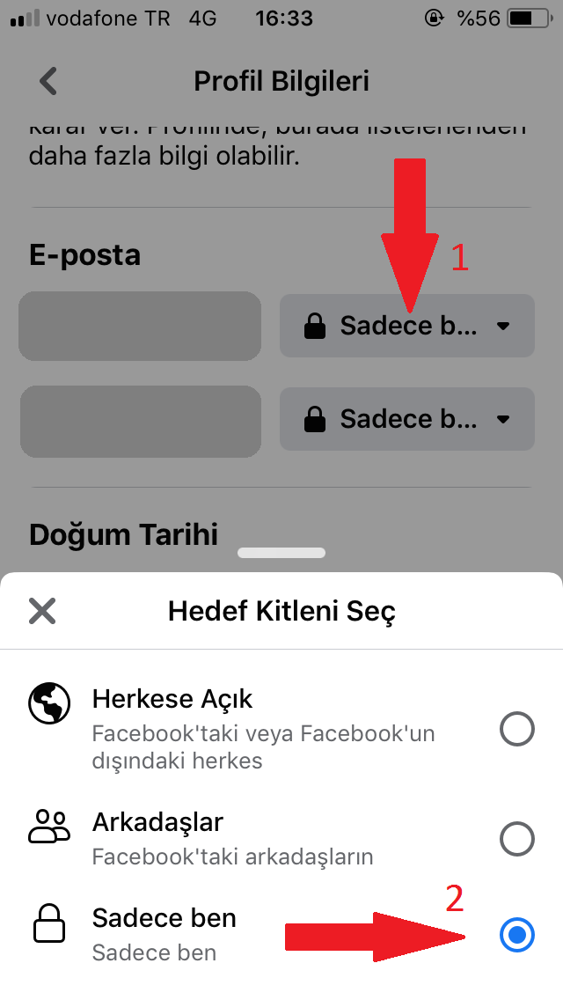 vodafone TR 4G 16:33 %56
Profil Bilgileri
karar ver. Profilinde, burada listelenenden
daha fazla bilgi olabilir.
E-posta
1
Sadece b...
Sadece b...
Doğum Tarihi
Hedef Kitleni Seç
Herkese Açık
Facebook'taki veya Facebook'un
dışındaki herkes
Arkadaşlar
Facebook'taki arkadaşların
2
Sadece ben
Sadece ben